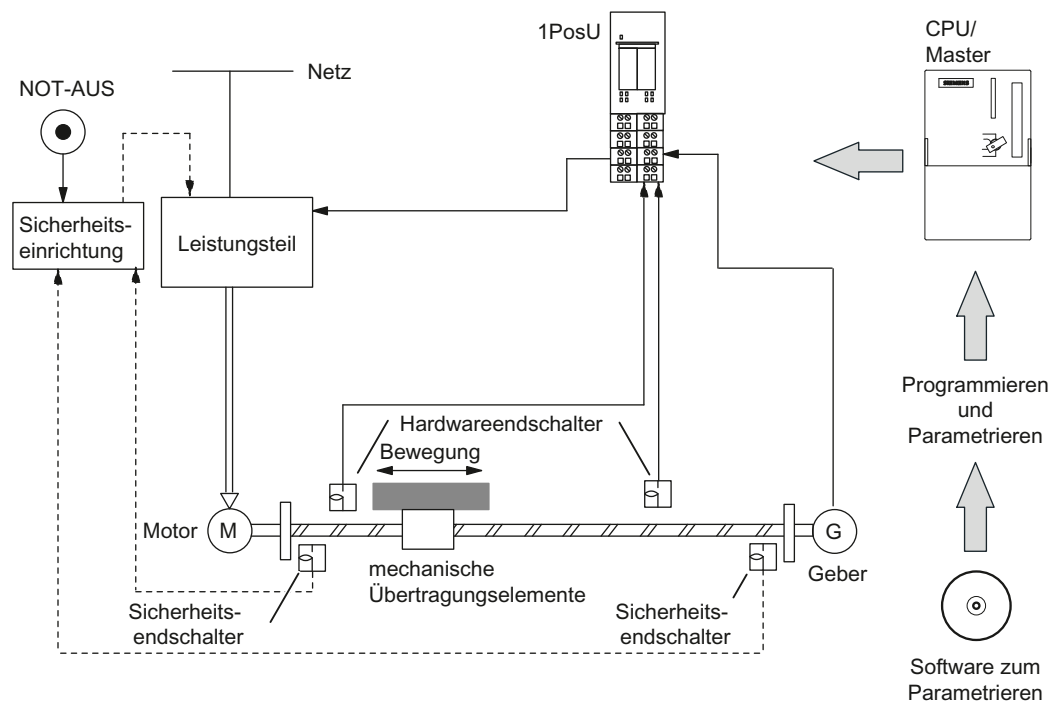 1PosU
CPU/
Master
SIEMENS
Netz
NOT-AUS
Sicherheits-
einrichtung
Leistungsteil
Programmieren
und
Parametrieren
Hardwareendschalter
Bewegung
Motor
M
G
Geber
mechanische
Übertragungselemente
Sicherheits-
endschalter
Sicherheits-
endschalter
Software zum
Parametrieren